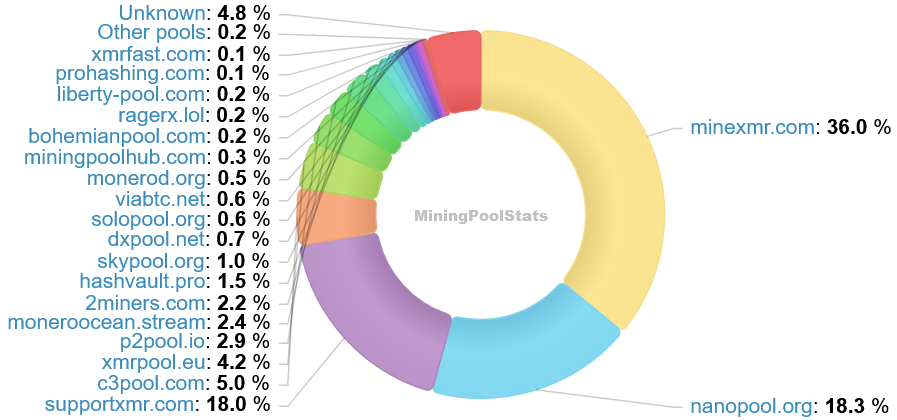 Unknown: 4.8 %
Other pools: 0.2 %
xmrfast.com: 0.1 %
prohashing.com: 0.1 %
liberty-pool.com: 0.2 %
ragerx.lol: 0.2 %
bohemianpool.com: 0.2 %
miningpoolhub.com: 0.3 %
monerod.org: 0.5 %
viabtc.net: 0.6 %
solopool.org: 0.6 %
dxpool.net: 0.7 %
skypool.org: 1.0 %
hashvault.pro: 1.5 %
2miners.com: 2.2 %
moneroocean.stream: 2.4 %
p2pool.io: 2.9 %
xmrpool.eu: 4.2 %
c3pool.com: 5.0 %
supportxmr.com: 18.0 %
MiningPoolStats
minexmr.com: 36.0 %
nanopool.org: 18.3 %